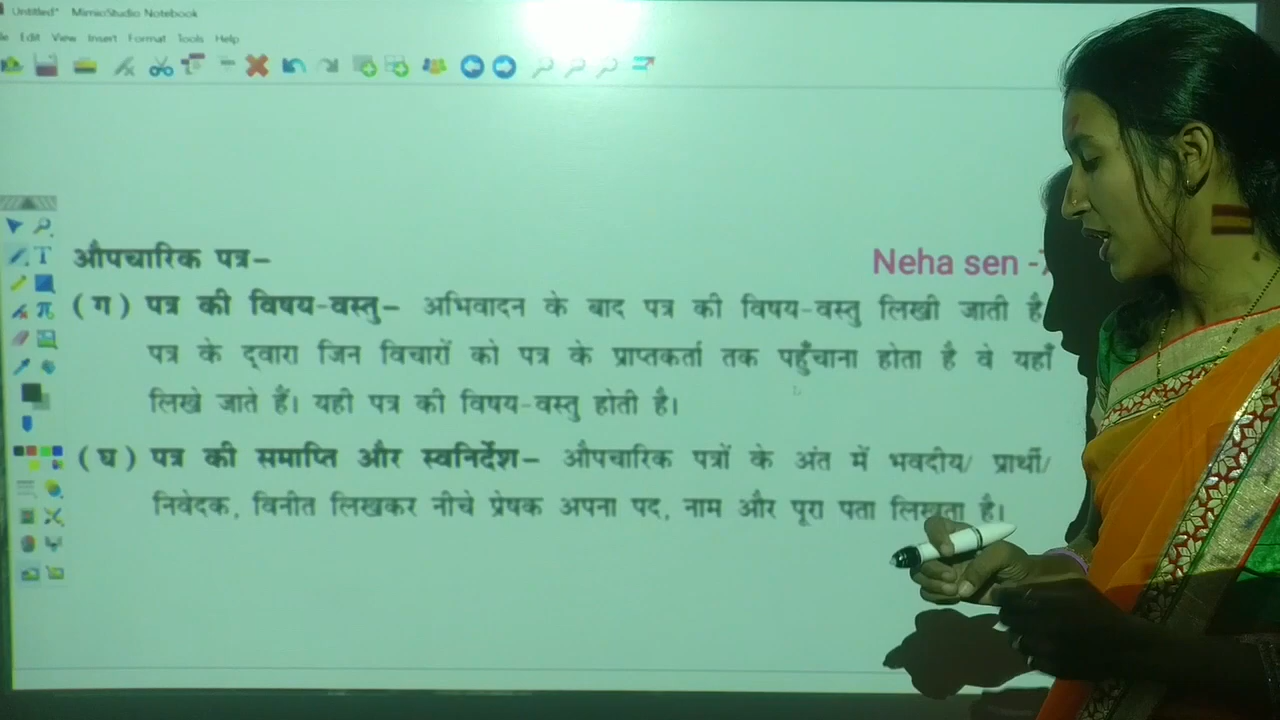 Untitled* MimioStudio Notebook
Edit View Insert Format Tools Help
औपचारिक पत्र–
Neha sen -
(ग) पत्र की विषय-वस्तु– अभिवादन के बाद पत्र की विषय-वस्तु लिखी जाती है
पत्र के द्वारा जिन विचारों को पत्र के प्राप्तकर्ता तक पहुँचाना होता है वे यहाँ
लिखे जाते हैं। यही पत्र की विषय-वस्तु होती है।
(घ) पत्र की समाप्ति और स्वनिर्देश– औपचारिक पत्रों के अंत में भवदीय/ प्रार्थी/
निवेदक, विनीत लिखकर नीचे प्रेषक अपना पद, नाम और पूरा पता लिखता है।